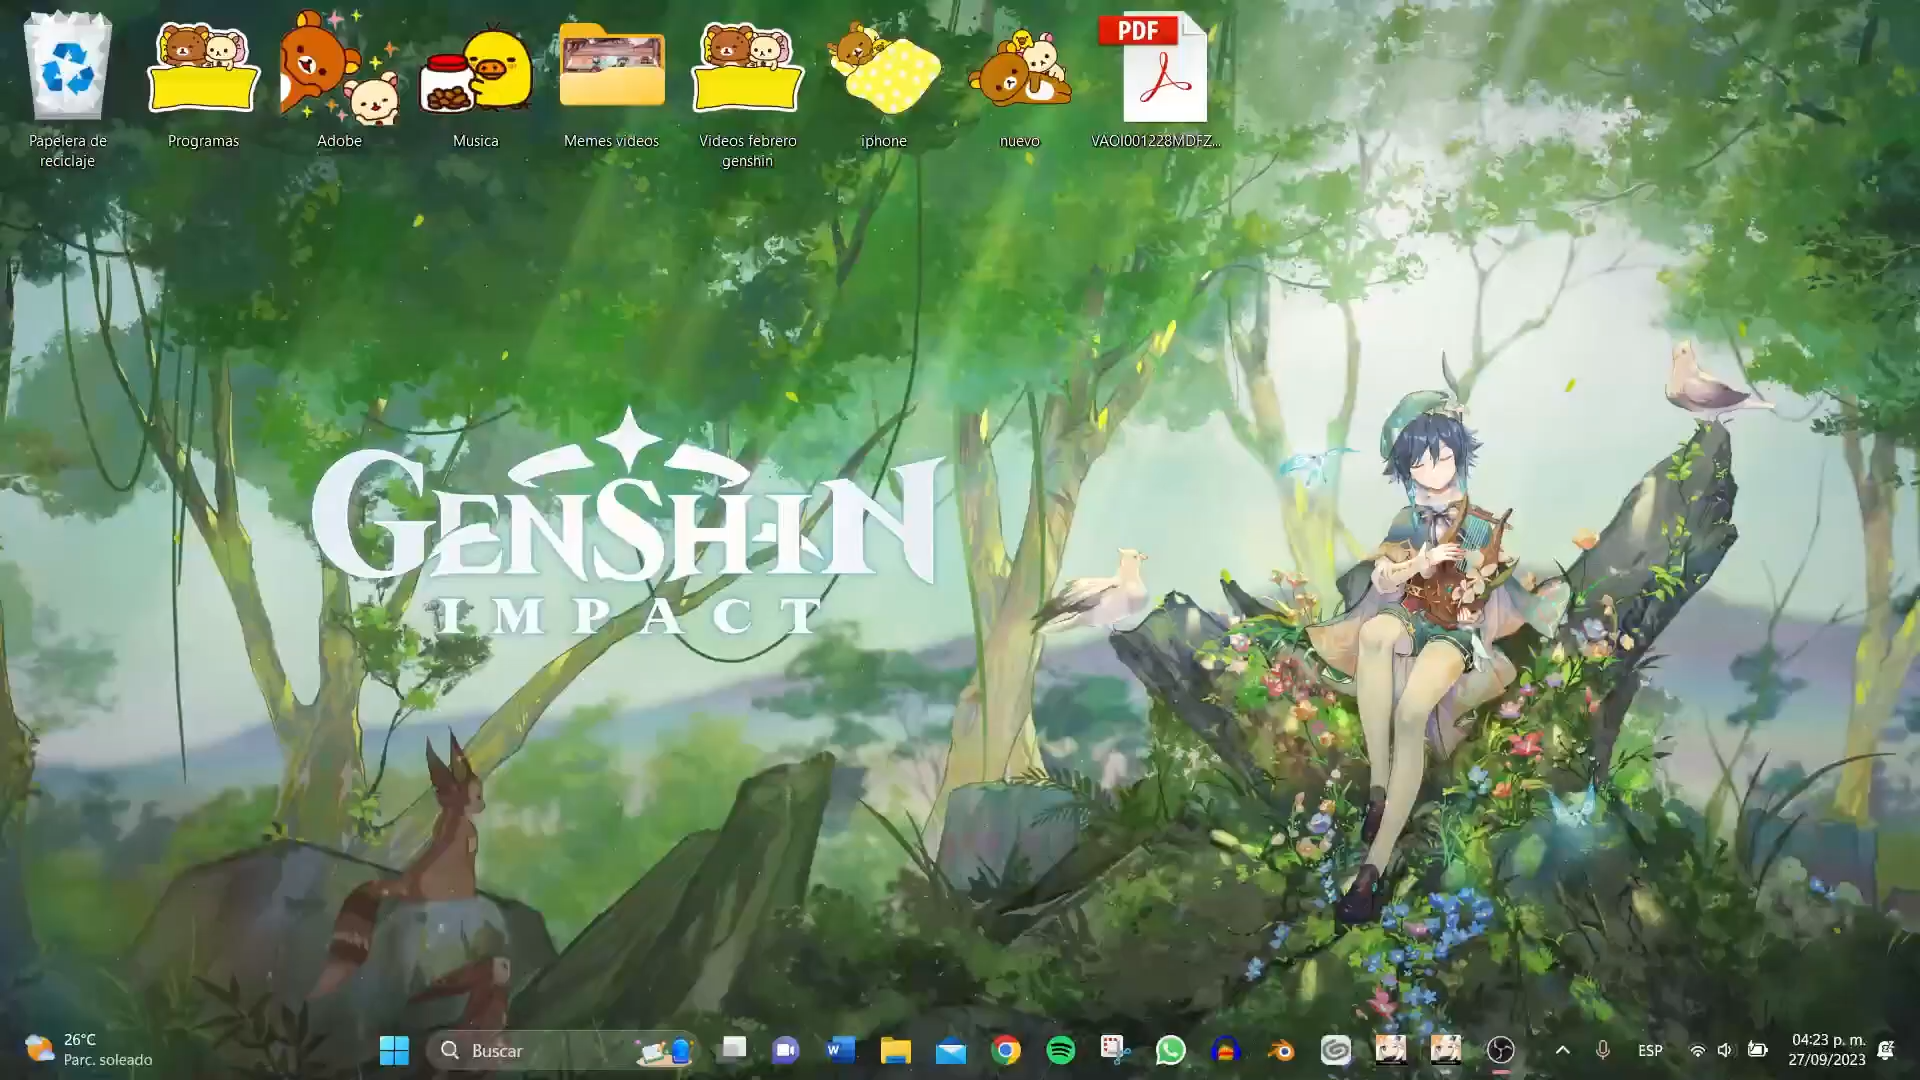 PDF
Papelera de
reciclaje
Programas
Adobe
Musica
Memes videos
Videos febrero
genshin
iphone
nuevo
VAOI001228MDFZ...
GENSHIN
IMPACT
26°C
Parc. soleado
Buscar
W
ESP
04:23 p. m.
27/09/2023